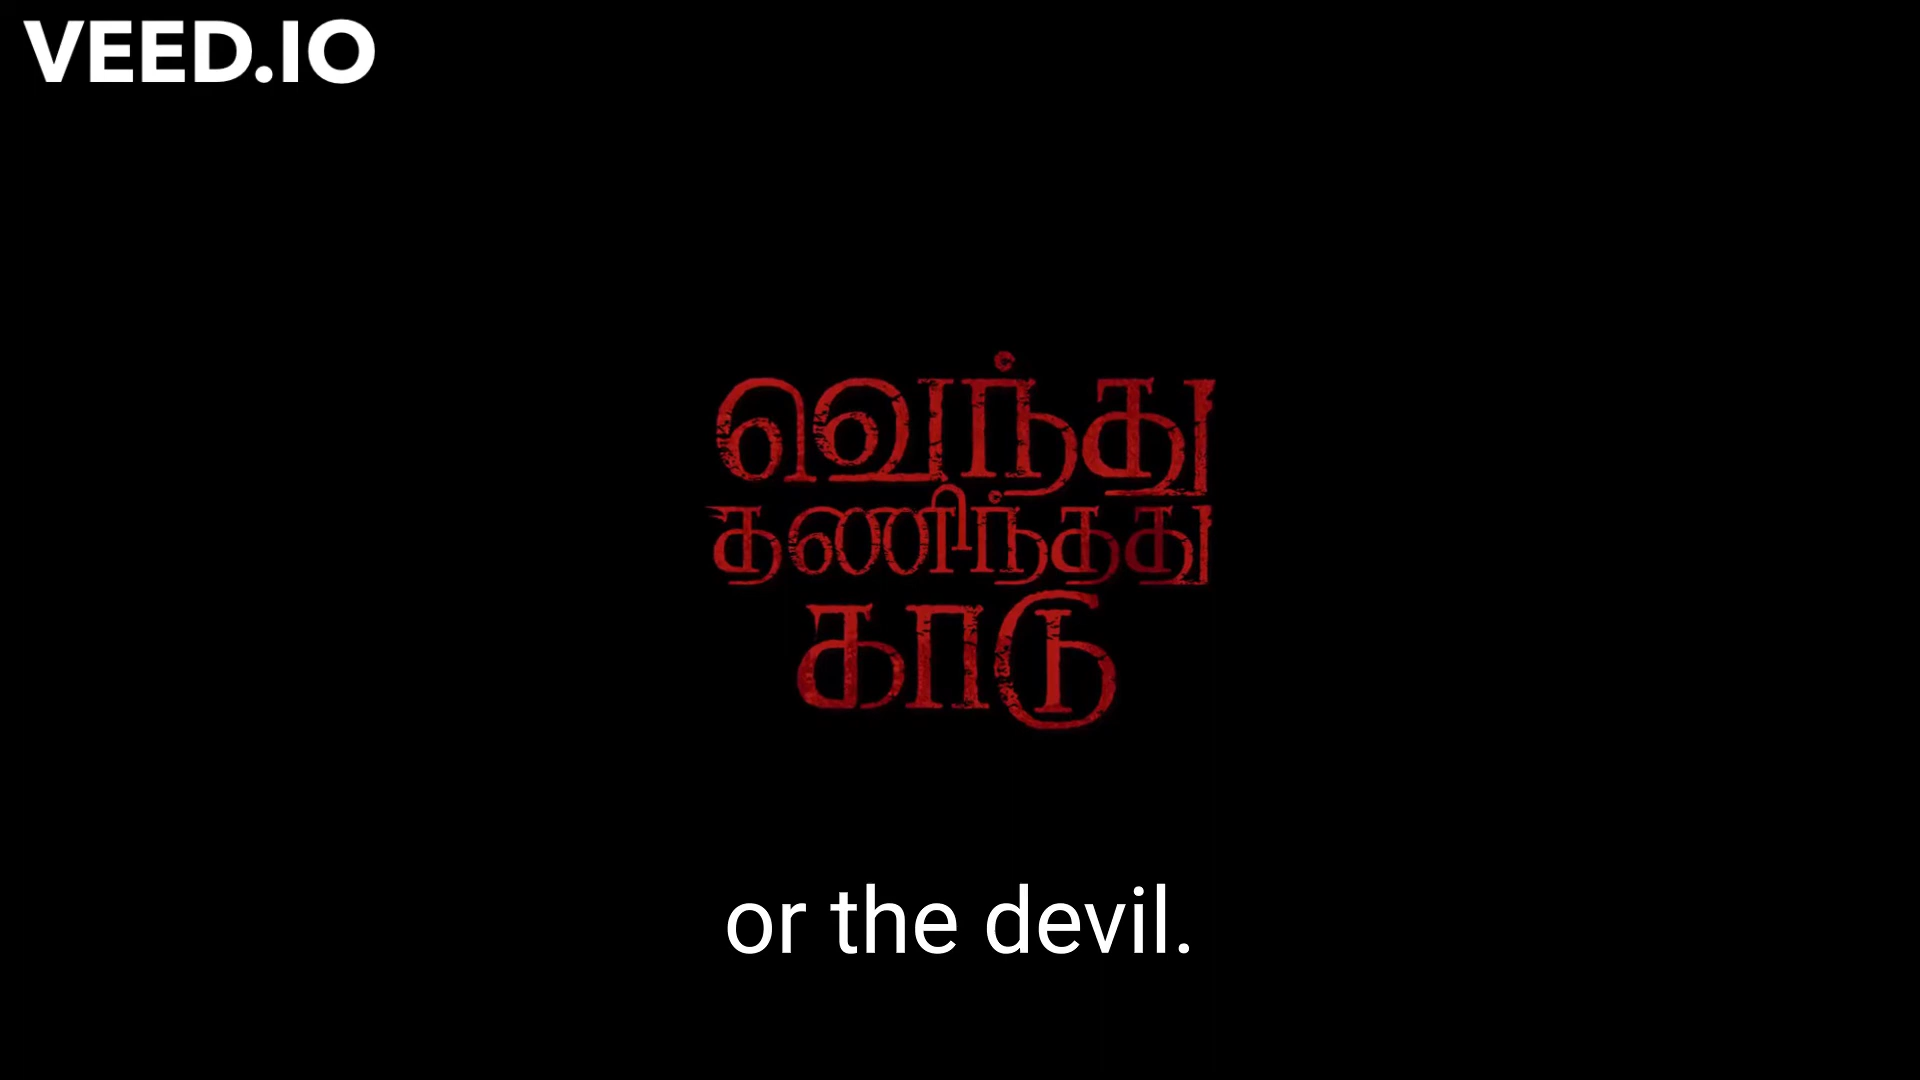 VEED.IO
வெந்து
தணிந்தது
காடு
or the devil.